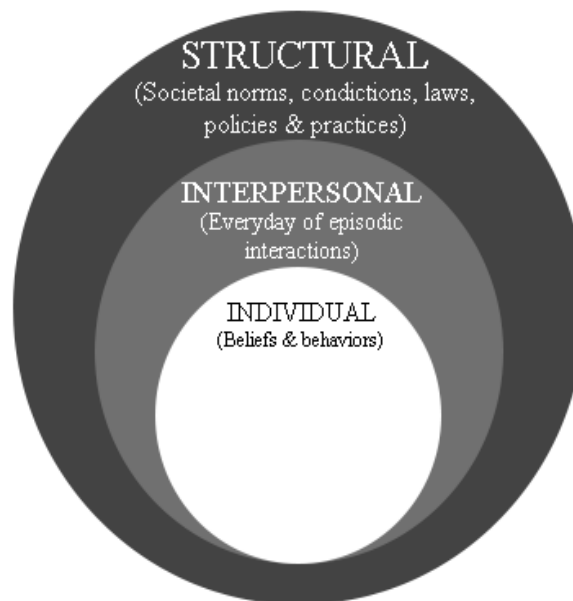 STRUCTURAL
(Societal norms, condictions, laws,
policies & practices)
INTERPERSONAL
(Everyday of episodic
interactions)
INDIVIDUAL
(Beliefs & behaviors)